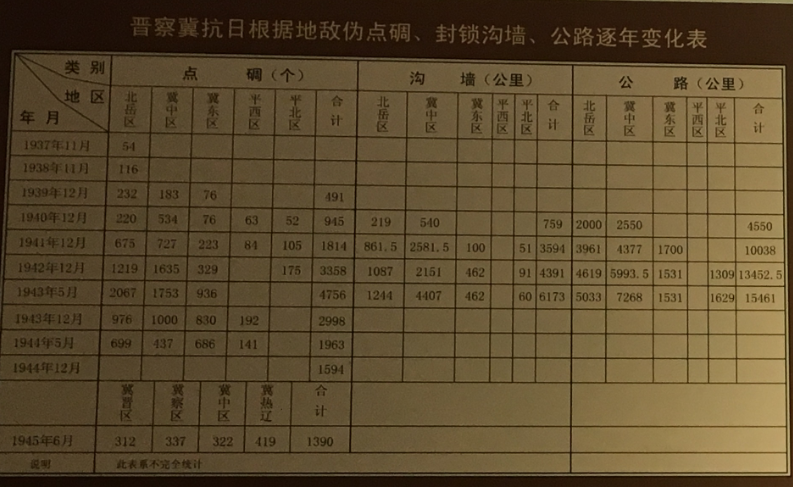 晋察冀抗日根据地敌伪点碉、封锁沟墙、公路逐年变化表
类别 点 碉(个) 沟 墙(公里) 公 路(公里)
地区
年月 北岳区 冀中区 冀东区 平西区 平北区 合计 北岳区 冀中区 冀东区 平西区 平北区 合计 北岳区 冀中区 冀东区 平西区 平北区 合计
1937年11月 54
1938年11月 116
1939年12月 232 183 76 491
1940年12月 220 534 76 63 52 945 219 540 759 2000 2550 4550
1941年12月 675 727 223 84 105 1814 861.5 2581.5 100 51 3594 3961 4377 1700 10038
1942年12月 1219 1635 329 175 3358 1087 2151 462 91 4391 4619 5993.5 1531 1309 13452.5
1943年5月 2067 1753 936 4756 1244 4407 462 60 6173 5033 7268 1531 1629 15461
1943年12月 976 1000 830 192 2998
1944年5月 699 437 686 141 1963
1944年12月 1594
冀晋区 冀察区 冀中区 冀热辽 合计
1945年6月 312 337 322 419 1390
说明 此表系不完全统计